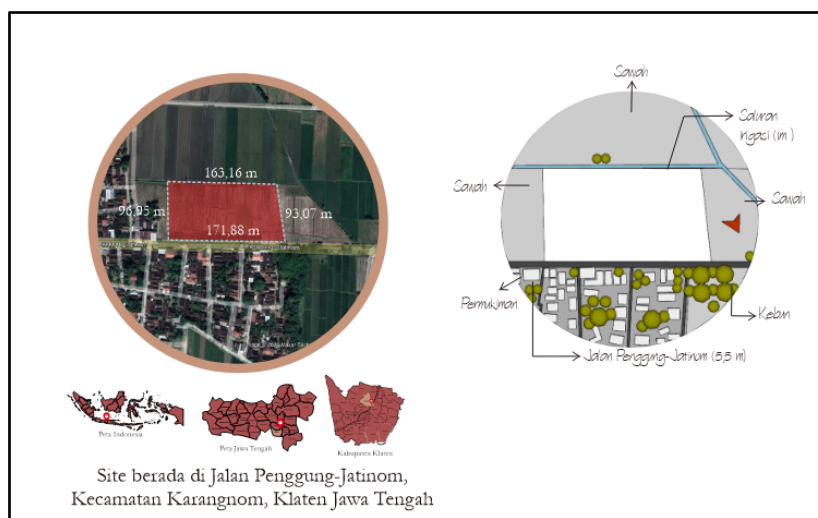 163,16 m
96,95 m
93,07 m
171,88 m
Peta Indonesia
Peta Jawa Tengah
Kabupaten Klaten
Site berada di Jalan Penggung-Jatinom,
Kecamatan Karangnom, Klaten Jawa Tengah
Sawah
Saluran
irigasi (1m)
Sawah
Sawah
Permukiman
Kebun
Jalan Penggung-Jatinom (5,5 m)